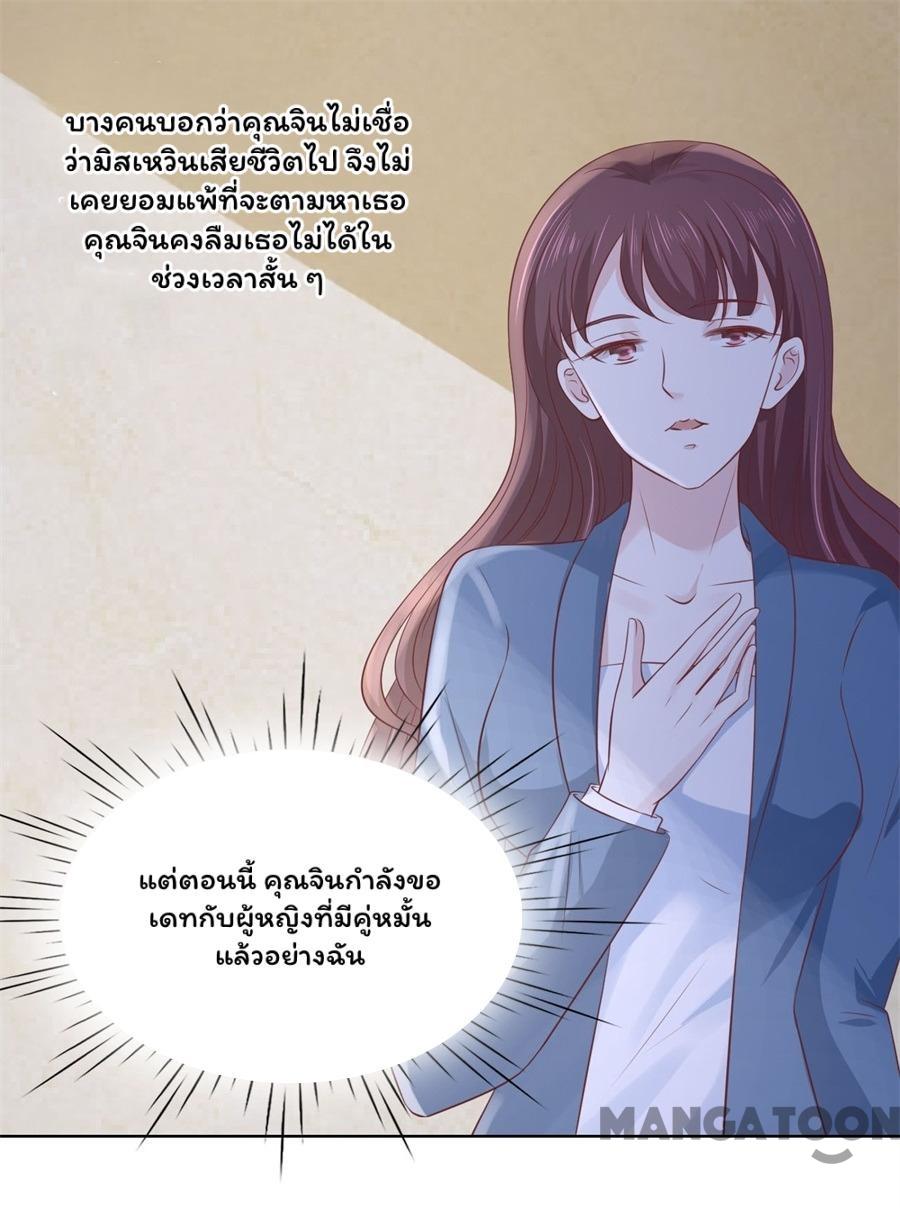 บางคนบอกว่าคุณจินไม่เชื่อ
ว่ามิสเหวินเสียชีวิตไป จึงไม่
เคยยอมแพ้ที่จะตามหาเธอ
คุณจินคงลืมเธอไม่ได้ใน
ช่วงเวลาสั้น ๆ
แต่ตอนนี้ คุณจินกำลังขอ
เดทกับผู้หญิงที่มีคู่หมั้น
แล้วอย่างฉัน
MANGATOON